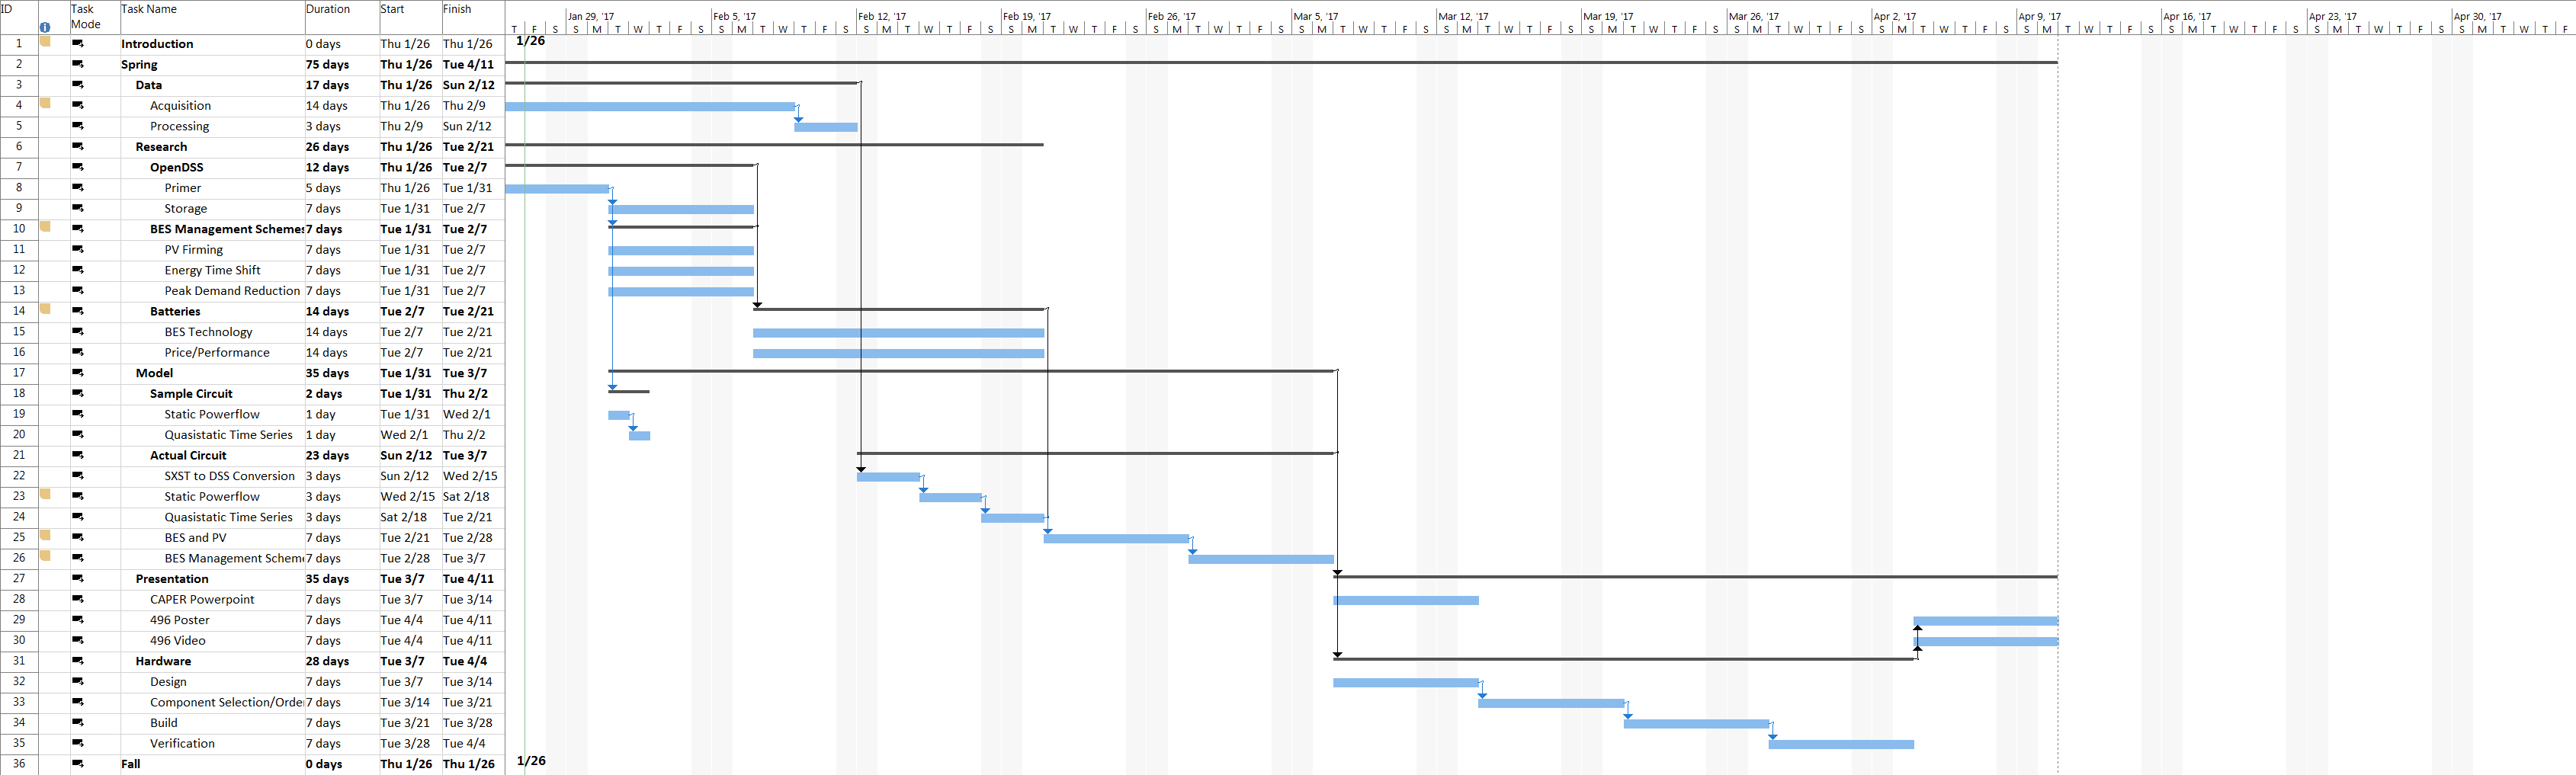 ID Task Mode Task Name Duration Start Finish
Jan 29, '17 Feb 5, '17 Feb 12, '17 Feb 19, '17 Feb 26, '17 Mar 5, '17 Mar 12, '17 Mar 19, '17 Mar 26, '17 Apr 2, '17 Apr 9, '17 Apr 16, '17 Apr 23, '17 Apr 30, '17
T F S S M T W T F S S M T W T F S S M T W T F S S M T W T F S S M T W T F S S M T W T F S S M T W T F S S M T W T F S S M T W T F S S M T W T F S S M T W T F S S M T W T F S S M T W T F S S M T W T F
1 Introduction 0 days Thu 1/26 Thu 1/26 1/26
2 Spring 75 days Thu 1/26 Tue 4/11
3 Data 17 days Thu 1/26 Sun 2/12
4 Acquisition 14 days Thu 1/26 Thu 2/9
5 Processing 3 days Thu 2/9 Sun 2/12
6 Research 26 days Thu 1/26 Tue 2/21
7 OpenDSS 12 days Thu 1/26 Tue 2/7
8 Primer 5 days Thu 1/26 Tue 1/31
9 Storage 7 days Tue 1/31 Tue 2/7
10 BES Management Schemes 7 days Tue 1/31 Tue 2/7
11 PV Firming 7 days Tue 1/31 Tue 2/7
12 Energy Time Shift 7 days Tue 1/31 Tue 2/7
13 Peak Demand Reduction 7 days Tue 1/31 Tue 2/7
14 Batteries 14 days Tue 2/7 Tue 2/21
15 BES Technology 14 days Tue 2/7 Tue 2/21
16 Price/Performance 14 days Tue 2/7 Tue 2/21
17 Model 35 days Tue 1/31 Tue 3/7
18 Sample Circuit 2 days Tue 1/31 Thu 2/2
19 Static Powerflow 1 day Tue 1/31 Wed 2/1
20 Quasistatic Time Series 1 day Wed 2/1 Thu 2/2
21 Actual Circuit 23 days Sun 2/12 Tue 3/7
22 SXST to DSS Conversion 3 days Sun 2/12 Wed 2/15
23 Static Powerflow 3 days Wed 2/15 Sat 2/18
24 Quasistatic Time Series 3 days Sat 2/18 Tue 2/21
25 BES and PV 7 days Tue 2/21 Tue 2/28
26 BES Management Schem 7 days Tue 2/28 Tue 3/7
27 Presentation 35 days Tue 3/7 Tue 4/11
28 CAPER Powerpoint 7 days Tue 3/7 Tue 3/14
29 496 Poster 7 days Tue 4/4 Tue 4/11
30 496 Video 7 days Tue 4/4 Tue 4/11
31 Hardware 28 days Tue 3/7 Tue 4/4
32 Design 7 days Tue 3/7 Tue 3/14
33 Component Selection/Orde 7 days Tue 3/14 Tue 3/21
34 Build 7 days Tue 3/21 Tue 3/28
35 Verification 7 days Tue 3/28 Tue 4/4
36 Fall 0 days Thu 1/26 Thu 1/26 1/26